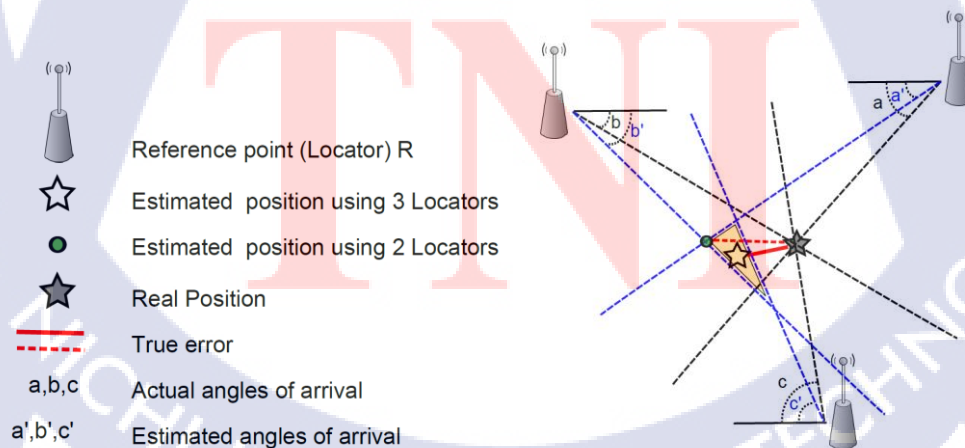 TNI
Reference point (Locator) R
Estimated position using 3 Locators
Estimated position using 2 Locators
Real Position
True error
a,b,c
Actual angles of arrival
a',b',c'
Estimated angles of arrival
b
b'
a
a'
c
c'